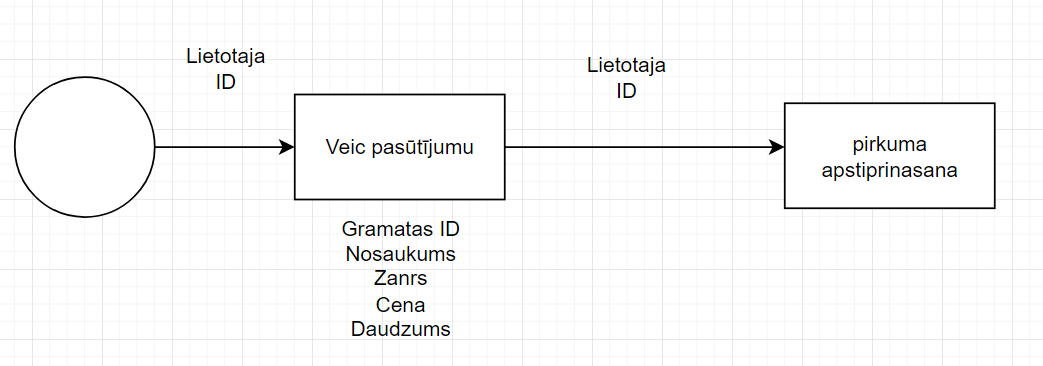 Lietotaja
ID
Lietotaja
ID
Veic pasūtījumu
pirkuma
apstiprinasana
Gramatas ID
Nosaukums
Zanrs
Cena
Daudzums